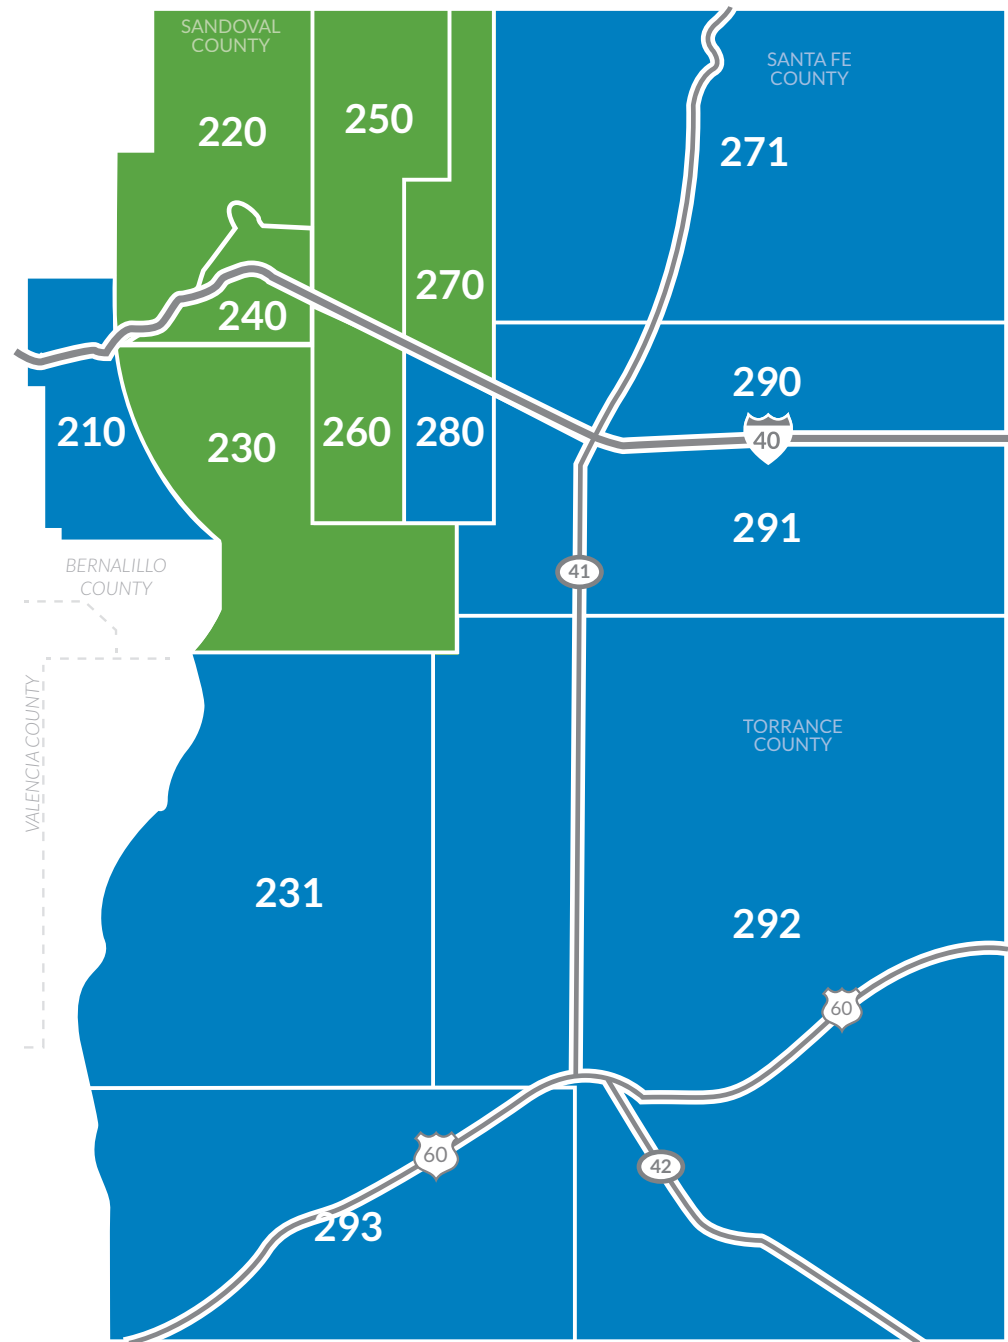 SANDOVAL
COUNTY
SANTA FE
COUNTY
220
250
271
270
240
290
210
230
260
280
40
291
41
BERNALILLO
COUNTY
VALENCIA COUNTY
TORRANCE
COUNTY
231
292
60
60
42
293